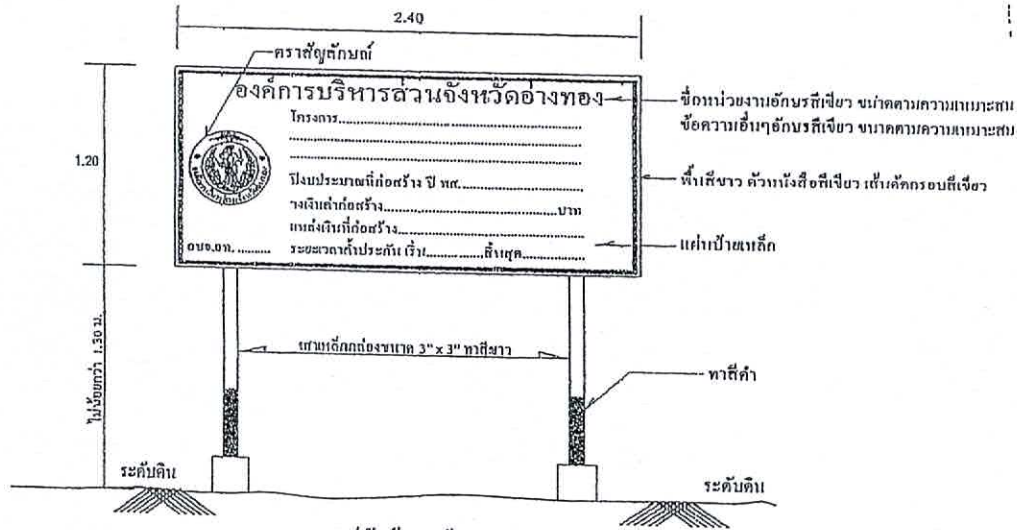 2.40
ตราสัญลักษณ์
องค์การบริหารส่วนจังหวัดอ่างทอง
ชื่อหน่วยงานอักษรสีเขียว ขนาดตามความเหมาะสม
ข้อความอื่นๆอักษรสีเขียว ขนาดตามความเหมาะสม
โครงการ
1.20
ปีงบประมาณที่ก่อสร้าง ปี พศ.
พื้นสีขาว ตัวหนังสือสีเขียว เส้นคัดกรอบสีเขียว
วงเงินค่าก่อสร้าง บาท
แหล่งเงินที่ก่อสร้าง
แผ่นป้ายเหล็ก
อบจ.อท. ระยะเวลาค้ำประกัน เริ่ม สิ้นสุด
ไม่น้อยกว่า 1.30 ม.
เสาเหล็กกล่องขนาด 3" x 3" ทาสีขาว
ทาสีดำ
ระดับดิน
ระดับดิน